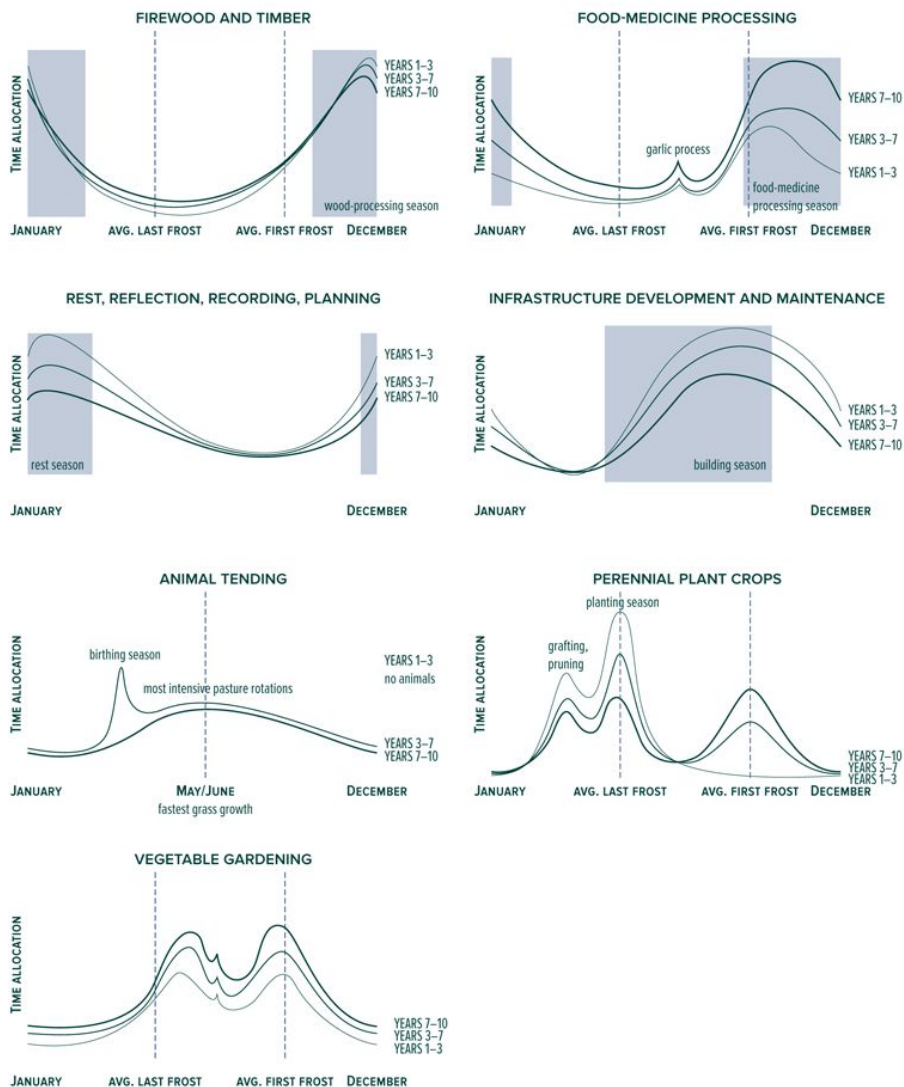 FIREWOOD AND TIMBER
TIME ALLOCATION
YEARS 1–3
YEARS 3–7
YEARS 7–10
wood-processing season
JANUARY
AVG. LAST FROST
AVG. FIRST FROST
DECEMBER
FOOD-MEDICINE PROCESSING
TIME ALLOCATION
YEARS 7–10
garlic process
YEARS 3–7
YEARS 1–3
food-medicine
processing season
JANUARY
AVG. LAST FROST
AVG. FIRST FROST
DECEMBER
REST, REFLECTION, RECORDING, PLANNING
TIME ALLOCATION
YEARS 1–3
YEARS 3–7
YEARS 7–10
rest season
JANUARY
DECEMBER
INFRASTRUCTURE DEVELOPMENT AND MAINTENANCE
TIME ALLOCATION
YEARS 1–3
YEARS 3–7
YEARS 7–10
building season
JANUARY
DECEMBER
ANIMAL TENDING
TIME ALLOCATION
birthing season
YEARS 1–3
no animals
most intensive pasture rotations
YEARS 3–7
YEARS 7–10
JANUARY
MAY/JUNE
DECEMBER
fastest grass growth
PERENNIAL PLANT CROPS
TIME ALLOCATION
planting season
grafting,
pruning
YEARS 7–10
YEARS 3–7
YEARS 1–3
JANUARY
AVG. LAST FROST
AVG. FIRST FROST
DECEMBER
VEGETABLE GARDENING
TIME ALLOCATION
YEARS 7–10
YEARS 3–7
YEARS 1–3
JANUARY
AVG. LAST FROST
AVG. FIRST FROST
DECEMBER